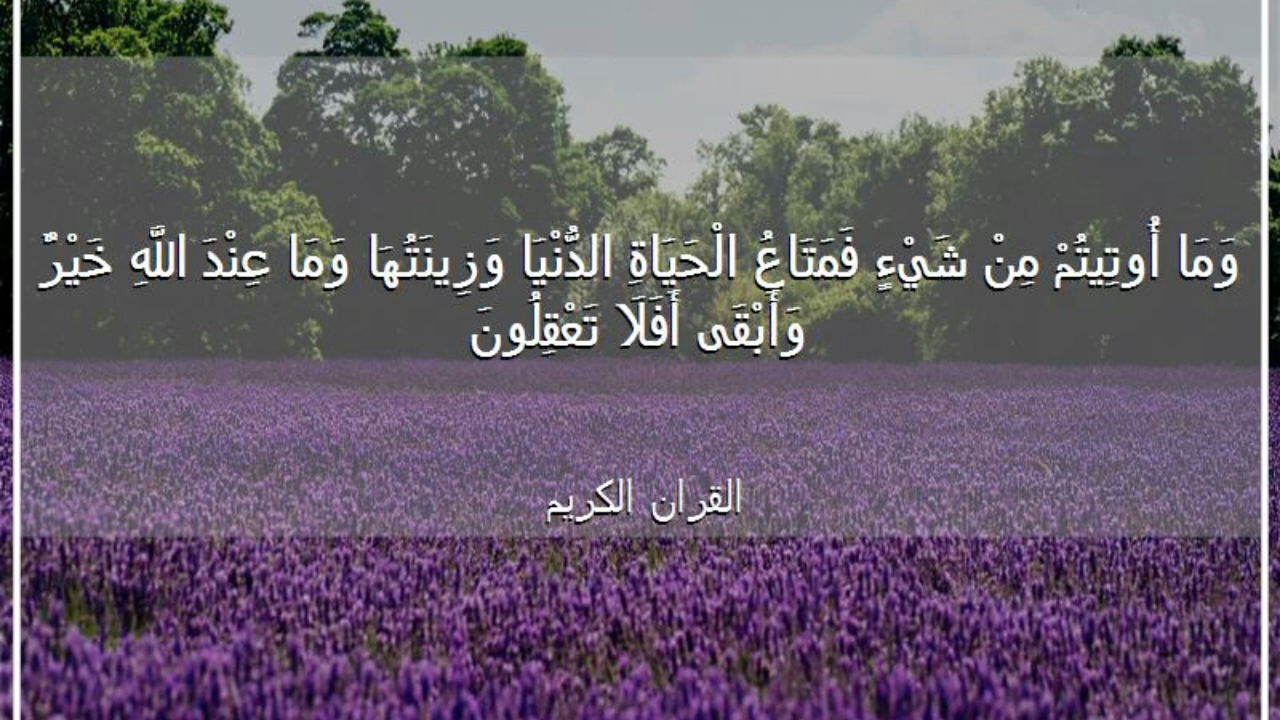 وَمَا أُوتِيتُمْ مِنْ شَيْءٍ فَمَتَاعُ الْحَيَاةِ الدُّنْيَا وَزِينَتُهَا وَمَا عِنْدَ اللَّهِ خَيْرٌ
وَأَبْقَى أَفَلَا تَعْقِلُونَ
القران الكريم